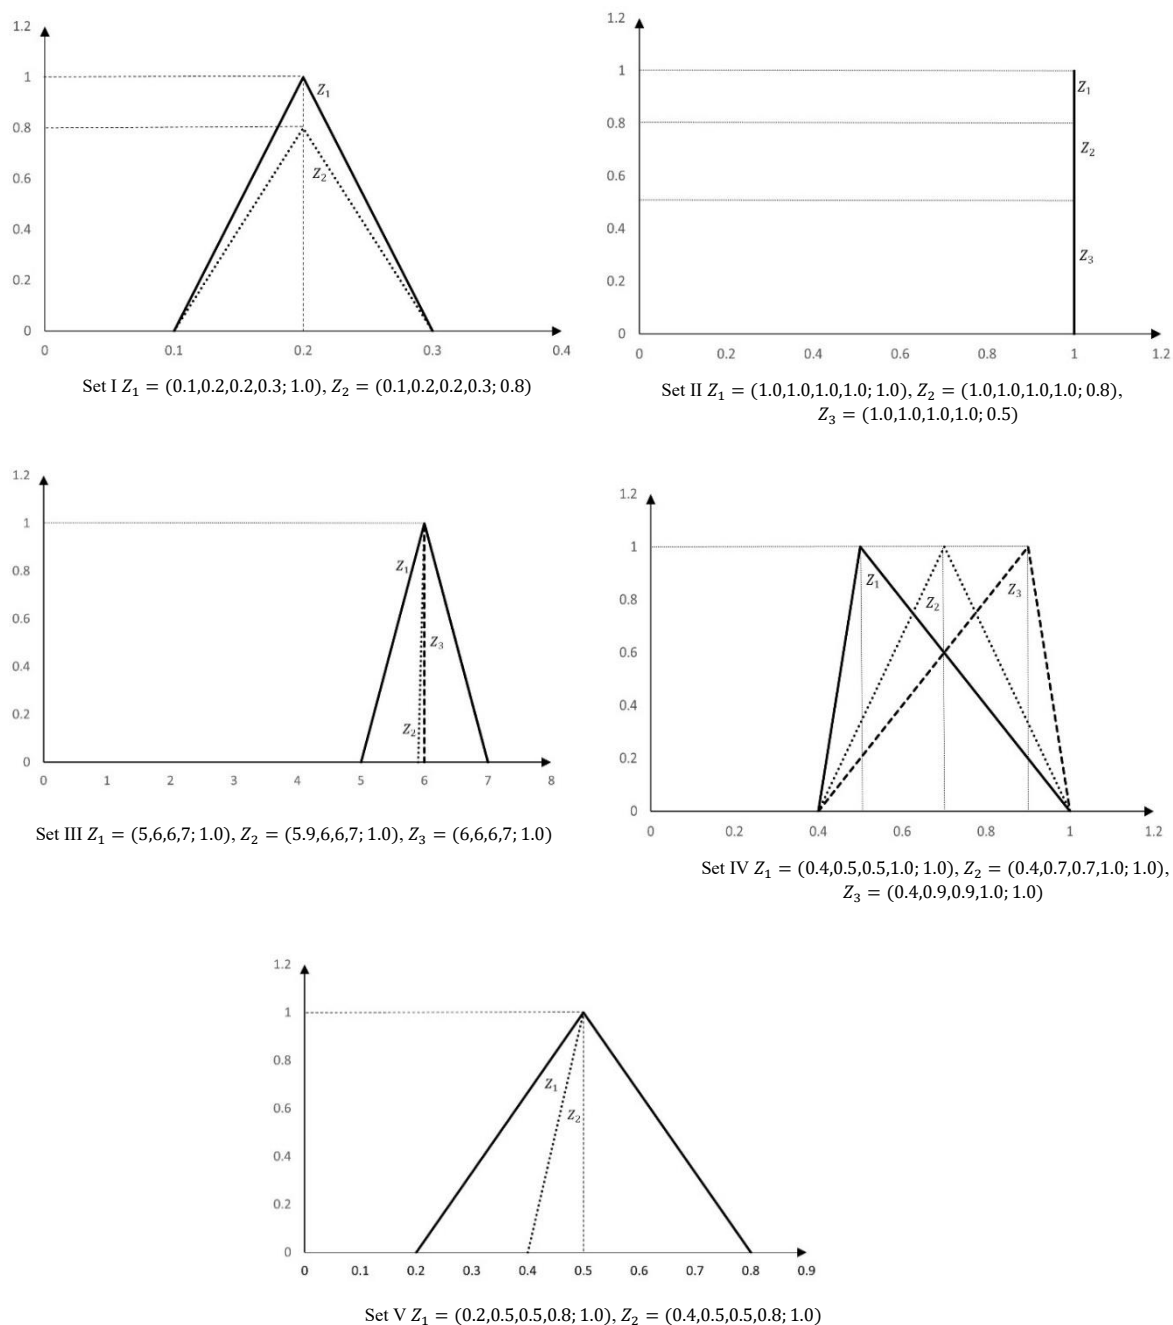 1.2
1
0.8
0.6
0.4
0.2
0
0 0.1 0.2 0.3 0.4
Z₁
Z₂
Set I Z₁ = (0.1,0.2,0.2,0.3; 1.0), Z₂ = (0.1,0.2,0.2,0.3; 0.8)
1.2
1
0.8
0.6
0.4
0.2
0
0 0.2 0.4 0.6 0.8 1 1.2
Z₁
Z₂
Z₃
Set II Z₁ = (1.0,1.0,1.0,1.0; 1.0), Z₂ = (1.0,1.0,1.0,1.0; 0.8),
Z₃ = (1.0,1.0,1.0,1.0; 0.5)
1.2
1
0.8
0.6
0.4
0.2
0
0 1 2 3 4 5 6 7 8
Z₁
Z₃
Z₂
Set III Z₁ = (5,6,6,7; 1.0), Z₂ = (5.9,6,6,7; 1.0), Z₃ = (6,6,6,7; 1.0)
1.2
1
0.8
0.6
0.4
0.2
0
0 0.2 0.4 0.6 0.8 1 1.2
Z₁
Z₂
Z₃
Set IV Z₁ = (0.4,0.5,0.5,1.0; 1.0), Z₂ = (0.4,0.7,0.7,1.0; 1.0),
Z₃ = (0.4,0.9,0.9,1.0; 1.0)
1.2
1
0.8
0.6
0.4
0.2
0
0 0.1 0.2 0.3 0.4 0.5 0.6 0.7 0.8 0.9
Z₁
Z₂
Set V Z₁ = (0.2,0.5,0.5,0.8; 1.0), Z₂ = (0.4,0.5,0.5,0.8; 1.0)